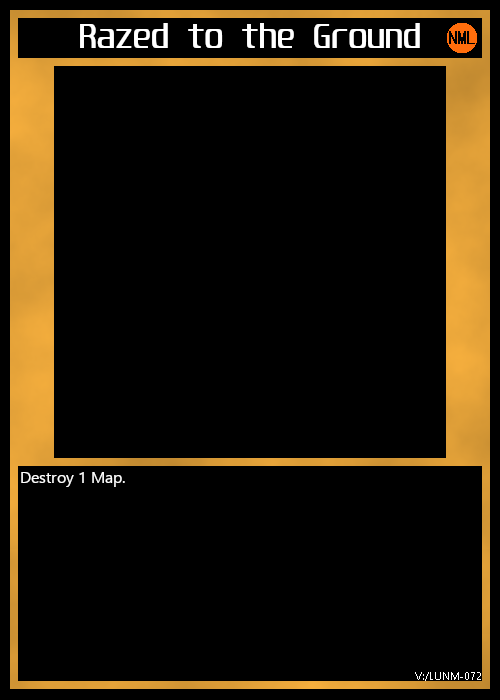 Razed to the Ground
NML
Destroy 1 Map.
V:/LUNM-072